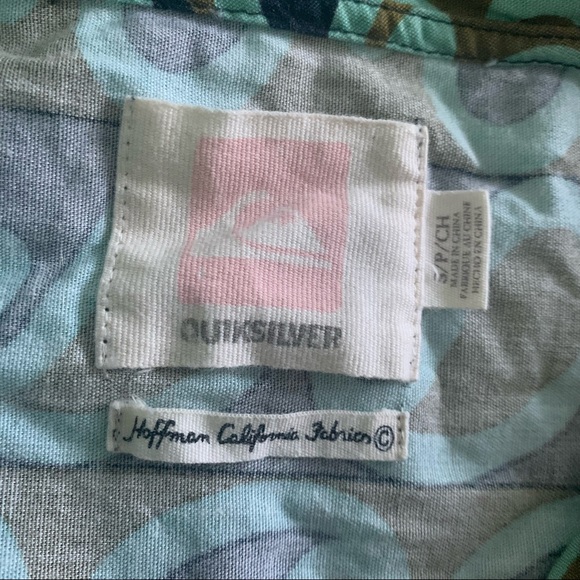 QUIKSILVER
S/P/CH
MADE IN CHINA
FABRIQUE AU CHINE
HECHO EN CHINA
Hoffman California Fabrics ©